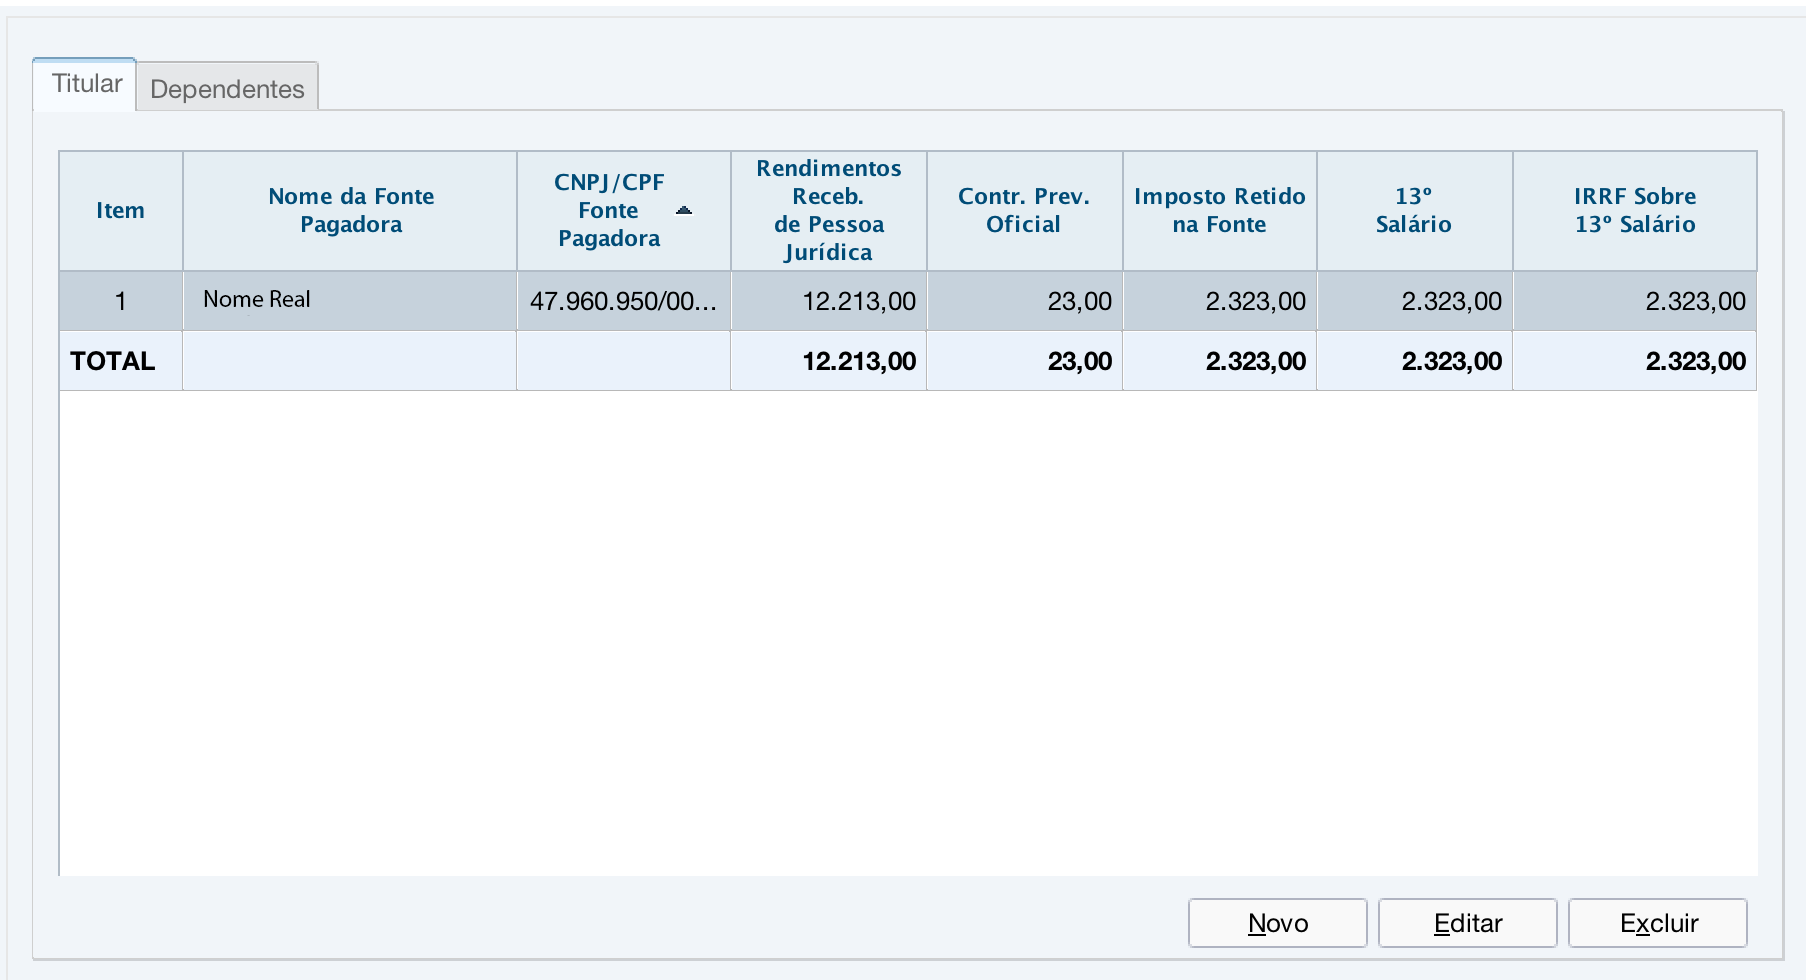 Titular
Dependentes
Item
Nome da Fonte
Pagadora
CNPJ/CPF
Fonte
Pagadora
Rendimentos
Receb.
de Pessoa
Jurídica
Contr. Prev.
Oficial
Imposto Retido
na Fonte
13º
Salário
IRRF Sobre
13º Salário
1 Nome Real 47.960.950/00... 12.213,00 23,00 2.323,00 2.323,00 2.323,00
TOTAL 12.213,00 23,00 2.323,00 2.323,00 2.323,00
Novo
Editar
Excluir